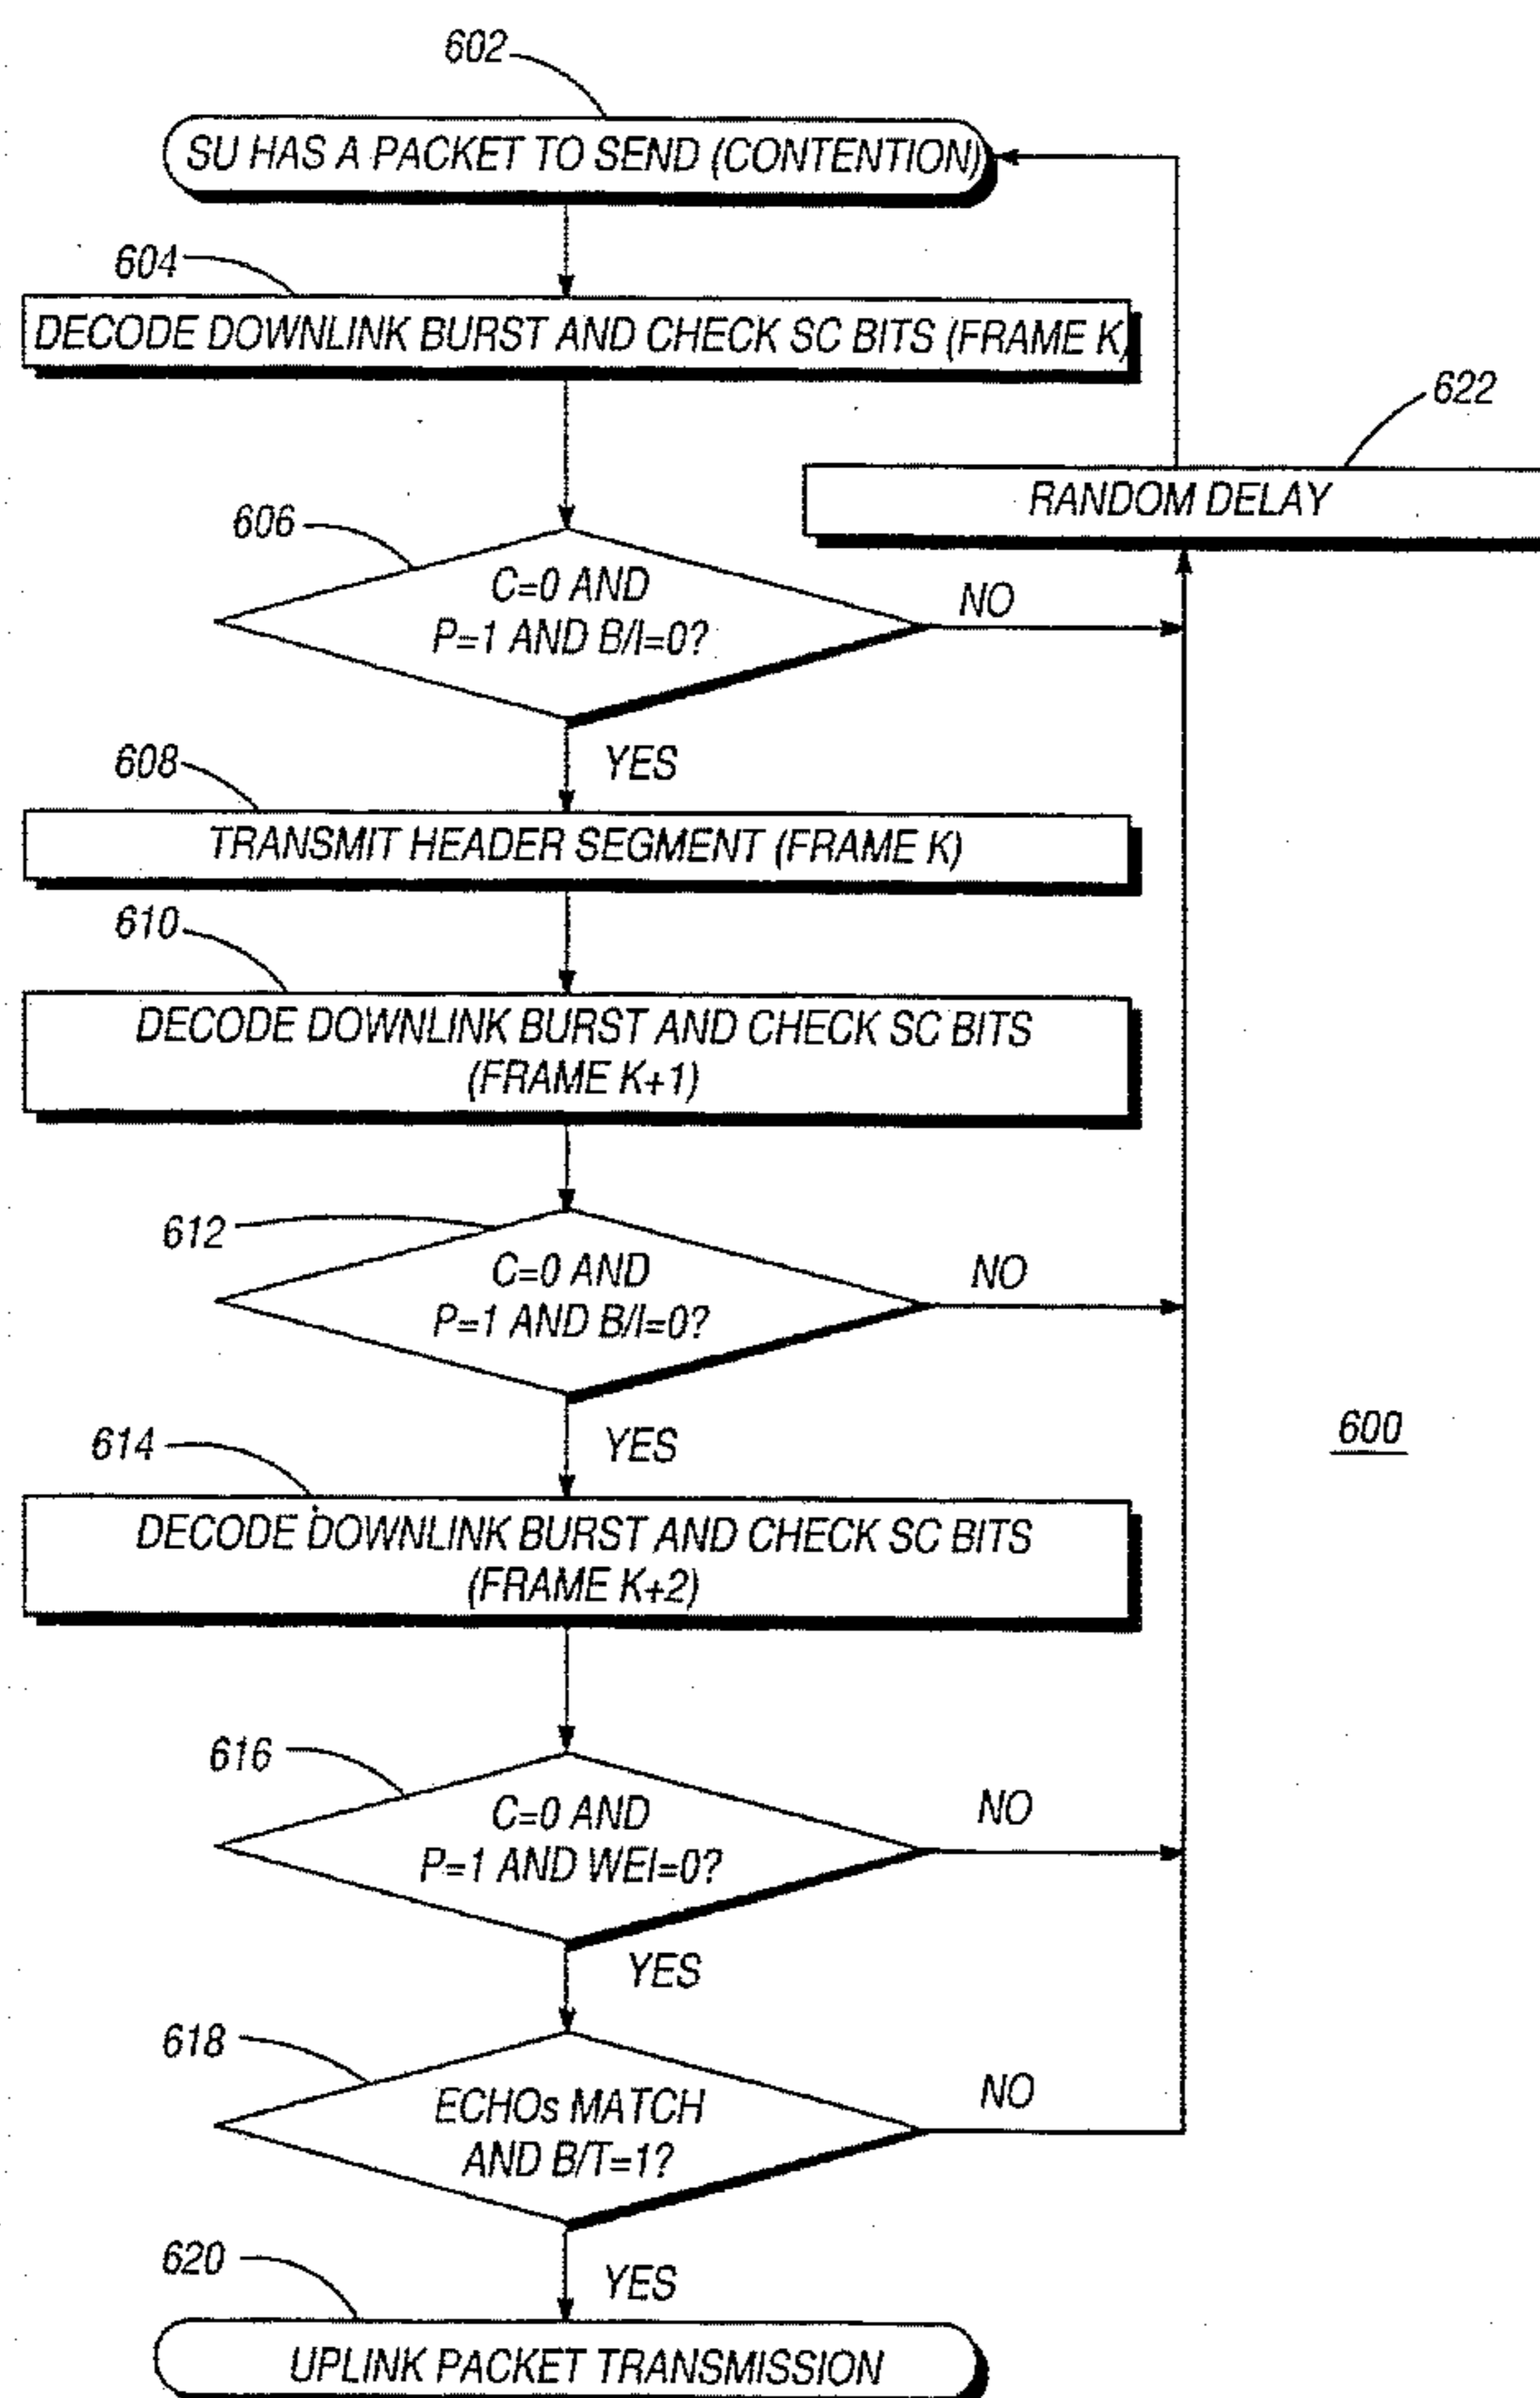 602
SU HAS A PACKET TO SEND (CONTENTION)
604
DECODE DOWNLINK BURST AND CHECK SC BITS (FRAME K)
622
RANDOM DELAY
606
C=0 AND
P=1 AND B/I=0?
NO
YES
608
TRANSMIT HEADER SEGMENT (FRAME K)
610
DECODE DOWNLINK BURST AND CHECK SC BITS
(FRAME K+1)
612
C=0 AND
P=1 AND B/I=0?
NO
600
YES
614
DECODE DOWNLINK BURST AND CHECK SC BITS
(FRAME K+2)
616
C=0 AND
P=1 AND WEI=0?
NO
YES
618
ECHOs MATCH
AND B/T=1?
NO
YES
620
UPLINK PACKET TRANSMISSION